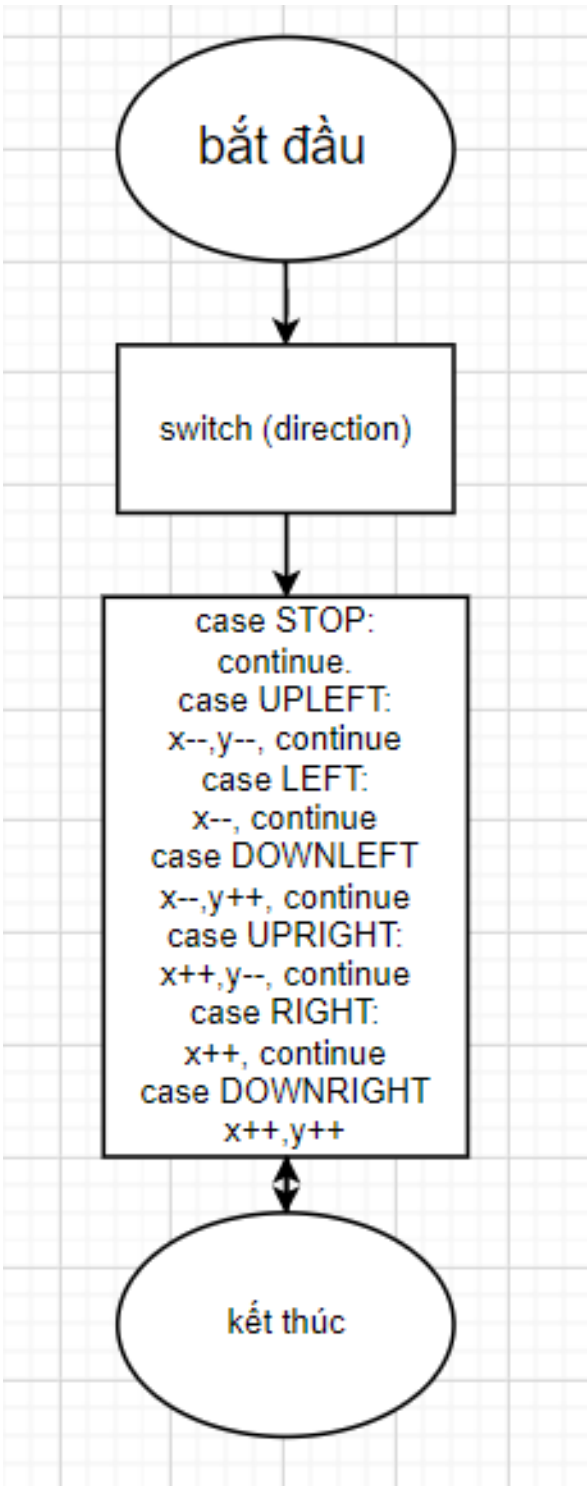 bắt đầu
switch (direction)
case STOP:
continue.
case UPLEFT:
x--,y--, continue
case LEFT:
x--, continue
case DOWNLEFT
x--,y++, continue
case UPRIGHT:
x++,y--, continue
case RIGHT:
x++, continue
case DOWNRIGHT
x++,y++
kết thúc